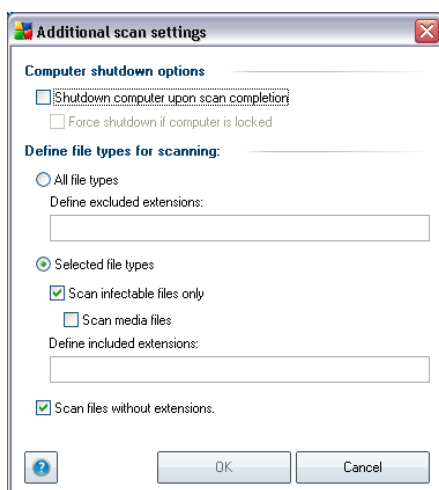 Additional scan settings
Computer shutdown options
Shutdown computer upon scan completion
Force shutdown if computer is locked
Define file types for scanning:
All file types
Define excluded extensions:
Selected file types
Scan infectable files only
Scan media files
Define included extensions:
Scan files without extensions.
?
OK
Cancel